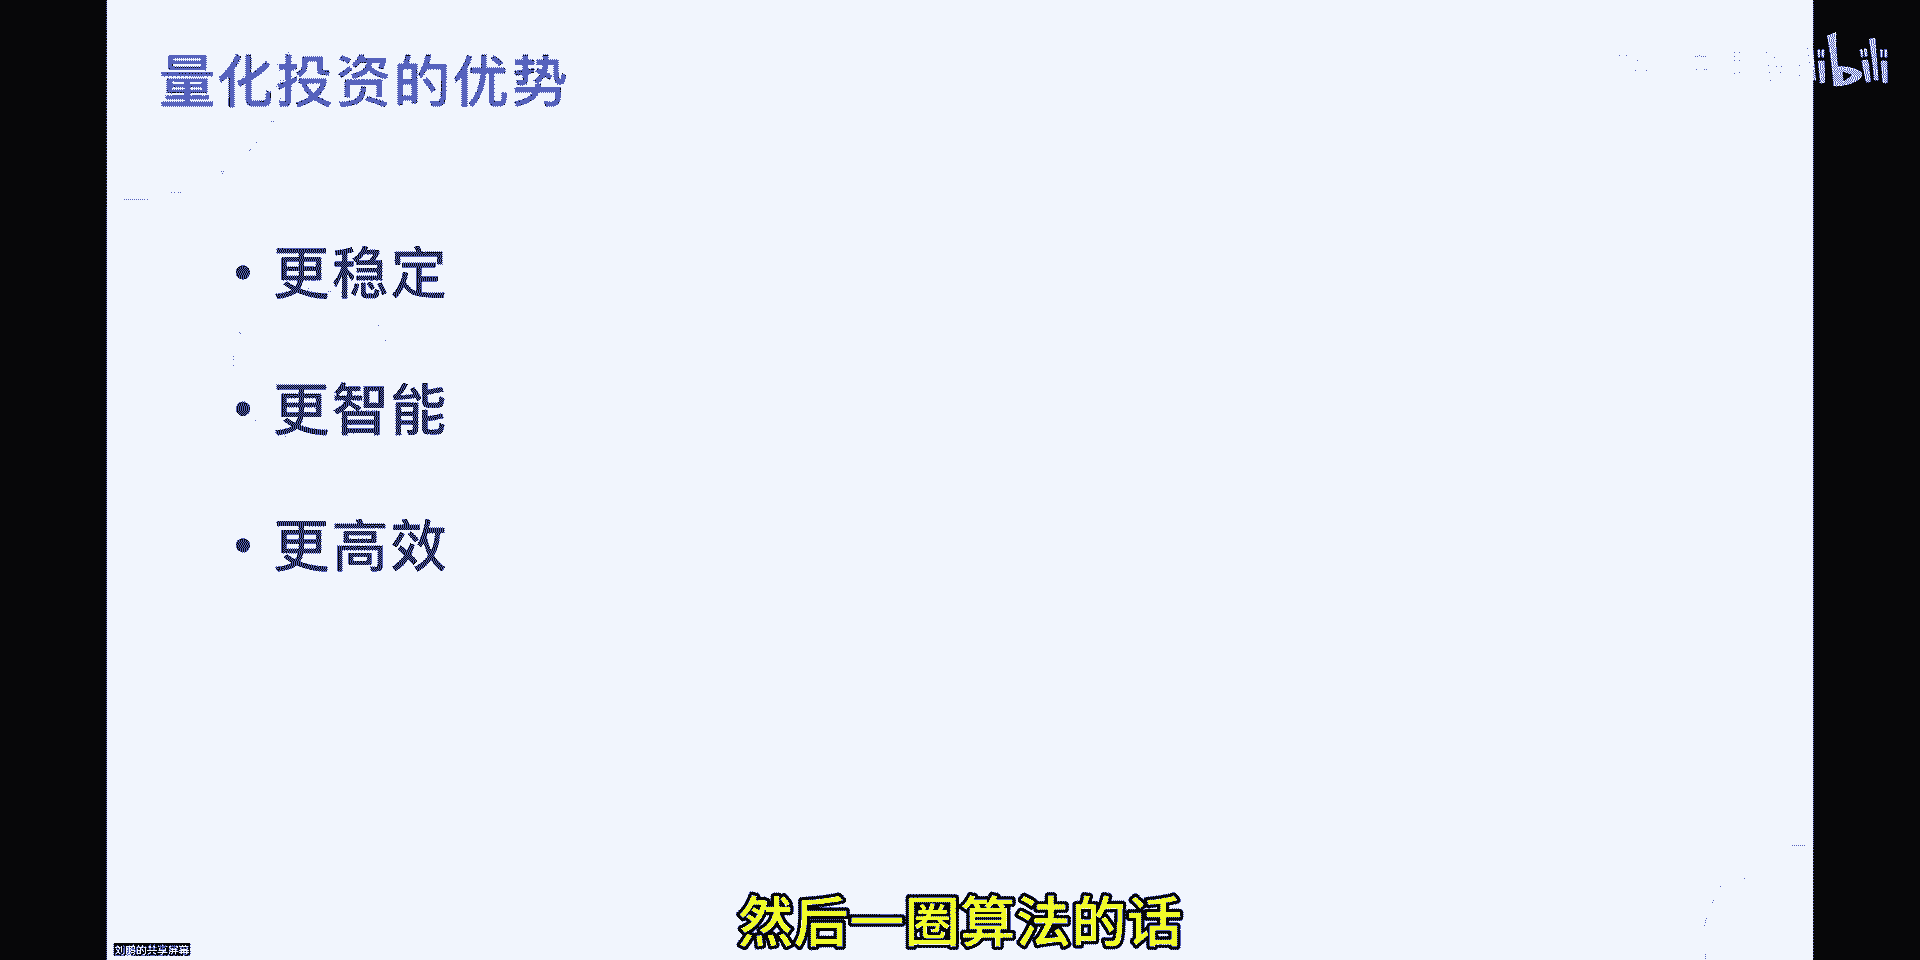 量化投资的优势
bili
• 更稳定
• 更智能
• 更高效
然后一圈算法的话
刘鹏的共享屏幕